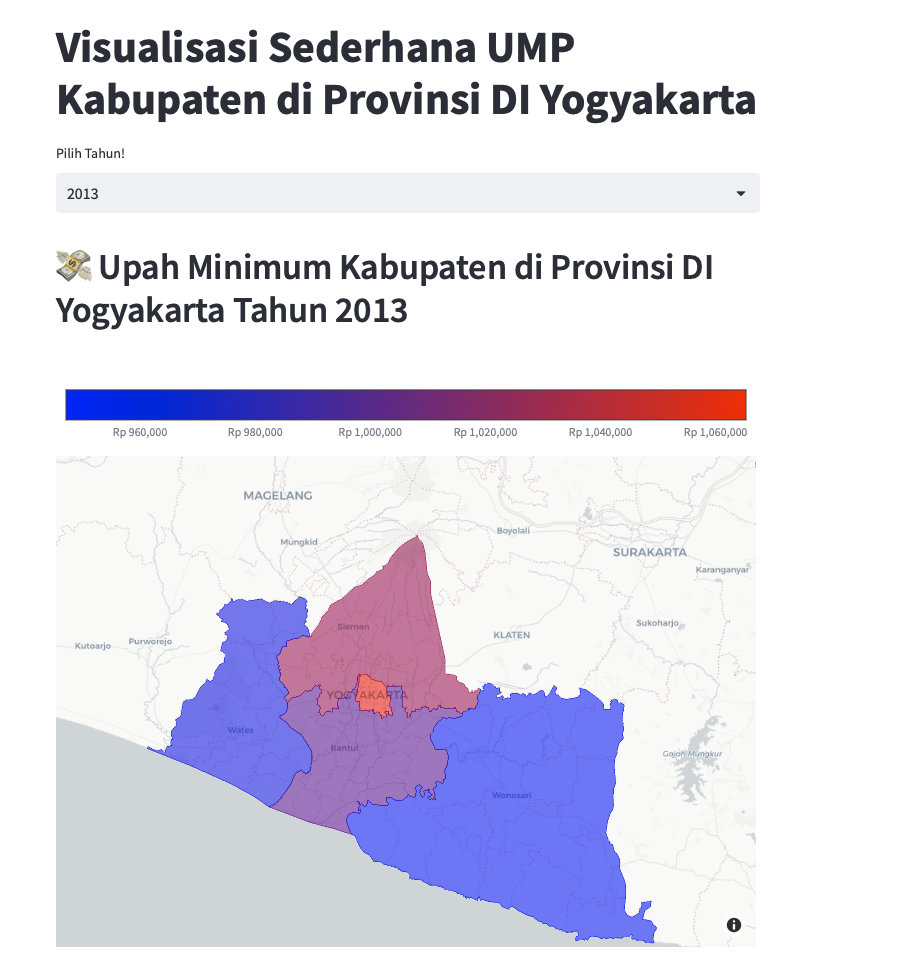 Visualisasi Sederhana UMP
Kabupaten di Provinsi DI Yogyakarta
Pilih Tahun!
2013
💸 Upah Minimum Kabupaten di Provinsi DI
Yogyakarta Tahun 2013
Rp 960,000 Rp 980,000 Rp 1,000,000 Rp 1,020,000 Rp 1,040,000 Rp 1,060,000
MAGELANG
Boyolali
Mungkid
SURAKARTA
Karanganyar
Sukoharjo
Sleman
KLATEN
Purworejo
Kutoarjo
YOGYAKARTA
Wates
Bantul
Gajah Mungkur
Wonosari